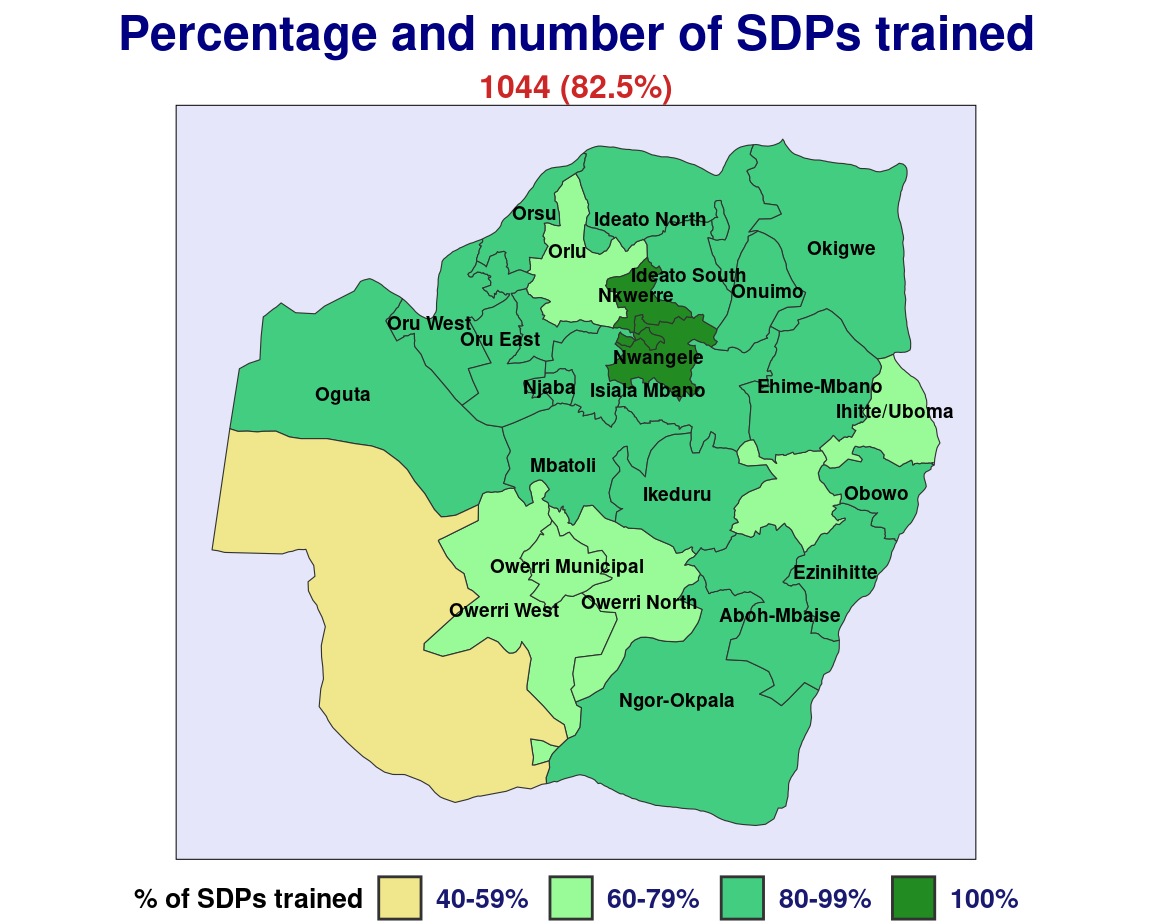 Percentage and number of SDPs trained
1044 (82.5%)
Orsu
Ideato North
Orlu
Okigwe
Ideato South
Nkwerre
Onuimo
Oru West
Oru East
Nwangele
Njaba
Isiala Mbano
Ehime-Mbano
Oguta
Ihitte/Uboma
Mbatoli
Ikeduru
Obowo
Owerri Municipal
Ezinihitte
Owerri West
Owerri North
Aboh-Mbaise
Ngor-Okpala
% of SDPs trained
40-59%
60-79%
80-99%
100%